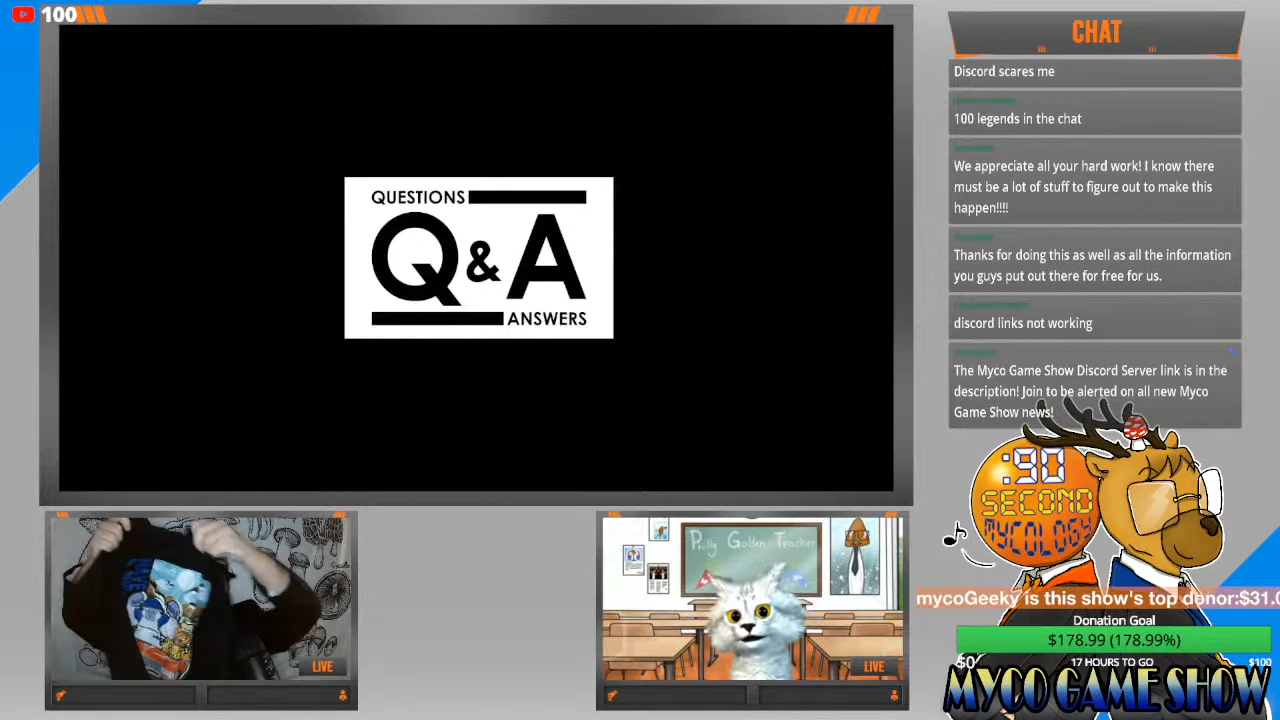 100
CHAT
Discord scares me
100 legends in the chat
We appreciate all your hard work! I know there
must be a lot of stuff to figure out to make this
happen!!!!
Thanks for doing this as well as all the information
you guys put out there for free for us.
discord links not working
The Myco Game Show Discord Server link is in the
description! Join to be alerted on all new Myco
Game Show news!
QUESTIONS
Q & A
ANSWERS
:90
SECOND
MYCOLOGY
Prilly Golden Teacher
LIVE
LIVE
mycoGeeky is this show's top donor:$31.0
Donation Goal
$178.99 (178.99%)
$0
17 HOURS TO GO
$100
MYCO GAME SHOW